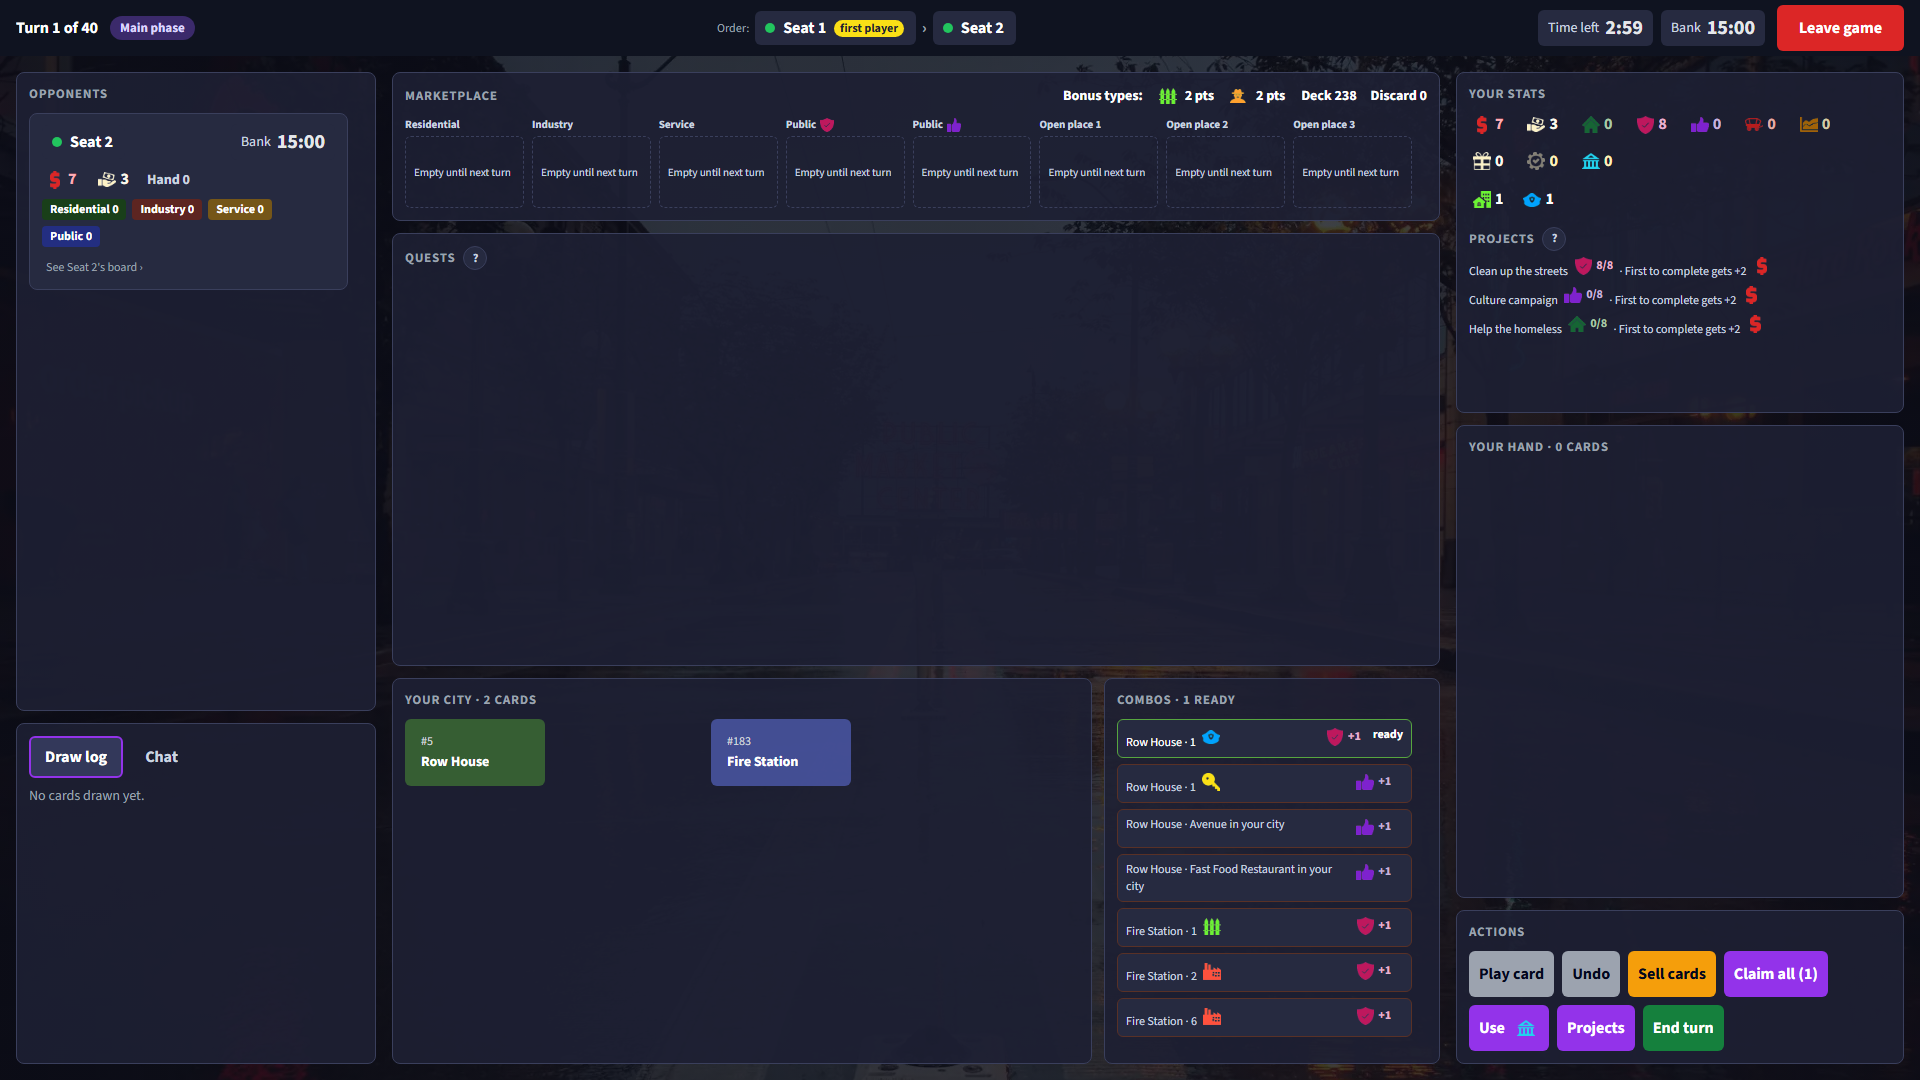 Turn 1 of 40
Main phase
Order:
Seat 1
first player
›
Seat 2
Time left 2:59
Bank 15:00
Leave game
OPPONENTS
Seat 2
Bank 15:00
7
3
Hand 0
Residential 0
Industry 0
Service 0
Public 0
See Seat 2's board ›
MARKETPLACE
Bonus types: 2 pts 2 pts Deck 238 Discard 0
Residential
Industry
Service
Public
Public
Open place 1
Open place 2
Open place 3
Empty until next turn
Empty until next turn
Empty until next turn
Empty until next turn
Empty until next turn
Empty until next turn
Empty until next turn
Empty until next turn
QUESTS ?
YOUR CITY · 2 CARDS
#5
Row House
#183
Fire Station
COMBOS · 1 READY
Row House · 1 +1 ready
Row House · 1 +1
Row House · Avenue in your city +1
Row House · Fast Food Restaurant in your +1
city
Fire Station · 1 +1
Fire Station · 2 +1
Fire Station · 6 +1
YOUR STATS
$ 7 3 0 8 0 0 0
0 0 0
1 1
PROJECTS ?
Clean up the streets 8/8 · First to complete gets +2 $
Culture campaign 0/8 · First to complete gets +2 $
Help the homeless 0/8 · First to complete gets +2 $
YOUR HAND · 0 CARDS
ACTIONS
Play card
Undo
Sell cards
Claim all (1)
Use
Projects
End turn
Draw log
Chat
No cards drawn yet.